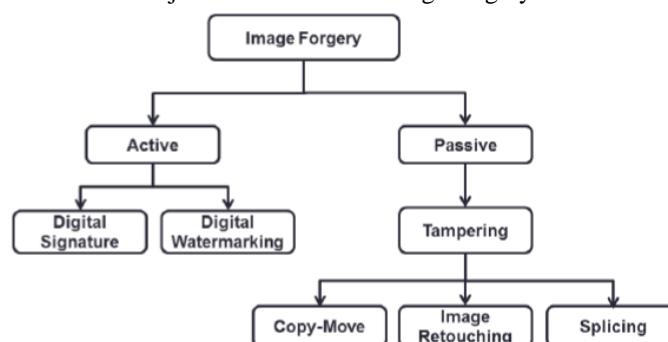 Image Forgery
Active
Passive
Digital
Signature
Digital
Watermarking
Tampering
Copy-Move
Image
Retouching
Splicing